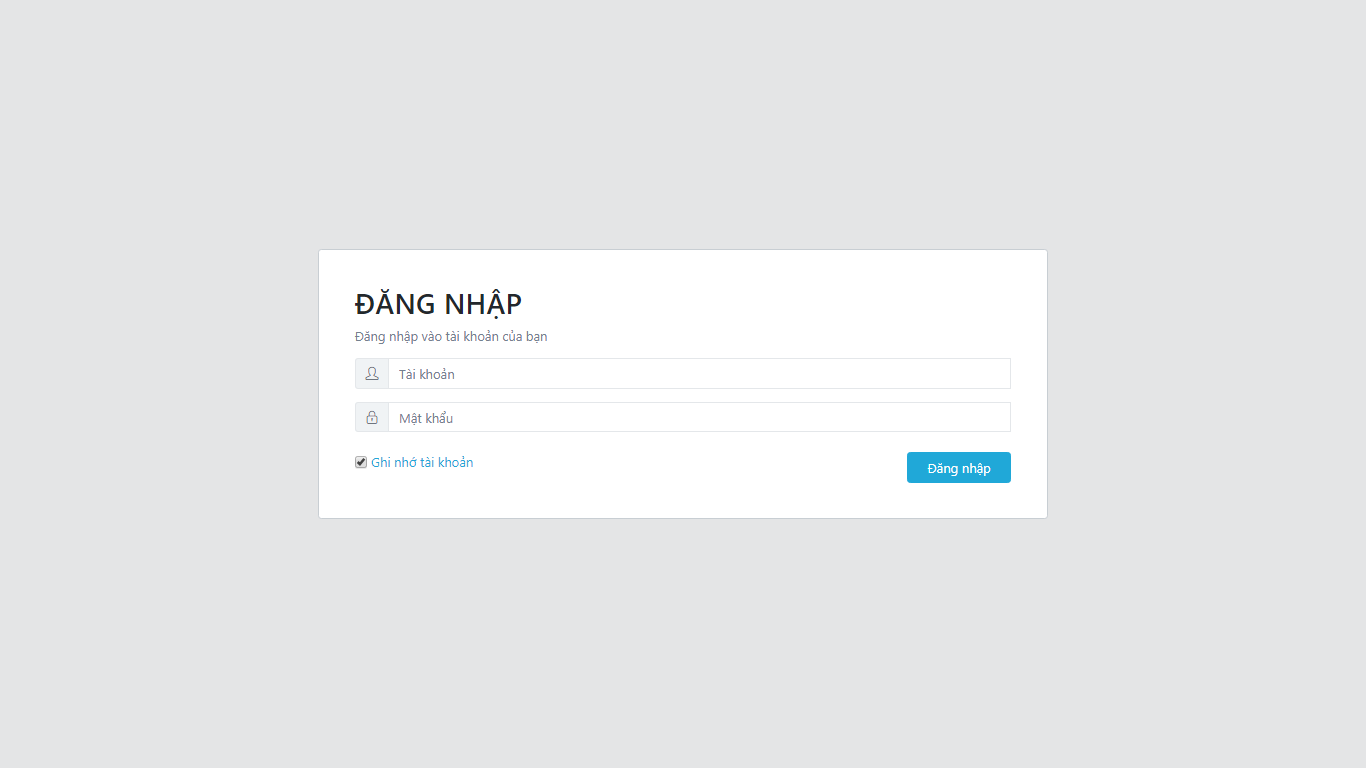 ĐĂNG NHẬP
Đăng nhập vào tài khoản của bạn
Tài khoản
Mật khẩu
Ghi nhớ tài khoản
Đăng nhập